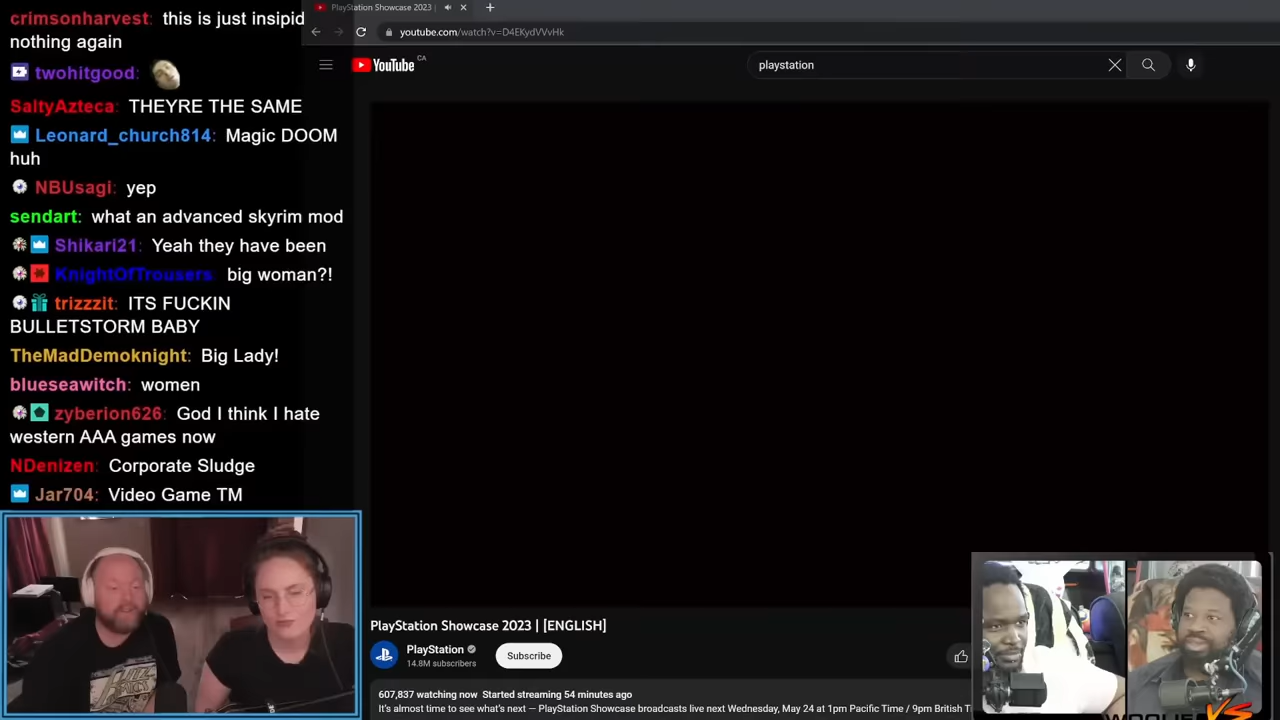 crimsonharvest: this is just insipid
nothing again
twohitgood:
SaltyAzteca: THEYRE THE SAME
Leonard_church814: Magic DOOM
huh
NBUsagi: yep
sendart: what an advanced skyrim mod
Shikari21: Yeah they have been
KnightOfTrousers: big woman?!
trizzzit: ITS FUCKIN
BULLETSTORM BABY
TheMadDemoknight: Big Lady!
blueseawitch: women
zyberion626: God I think I hate
western AAA games now
NDenizen: Corporate Sludge
Jar704: Video Game TM
PlayStation Showcase 2023 |
youtube.com/watch?v=D4EKydVVvHk
YouTube CA
playstation
PlayStation Showcase 2023 | [ENGLISH]
PlayStation
14.8M subscribers
Subscribe
607,837 watching now Started streaming 54 minutes ago
It's almost time to see what's next — PlayStation Showcase broadcasts live next Wednesday, May 24 at 1pm Pacific Time / 9pm British T
VS